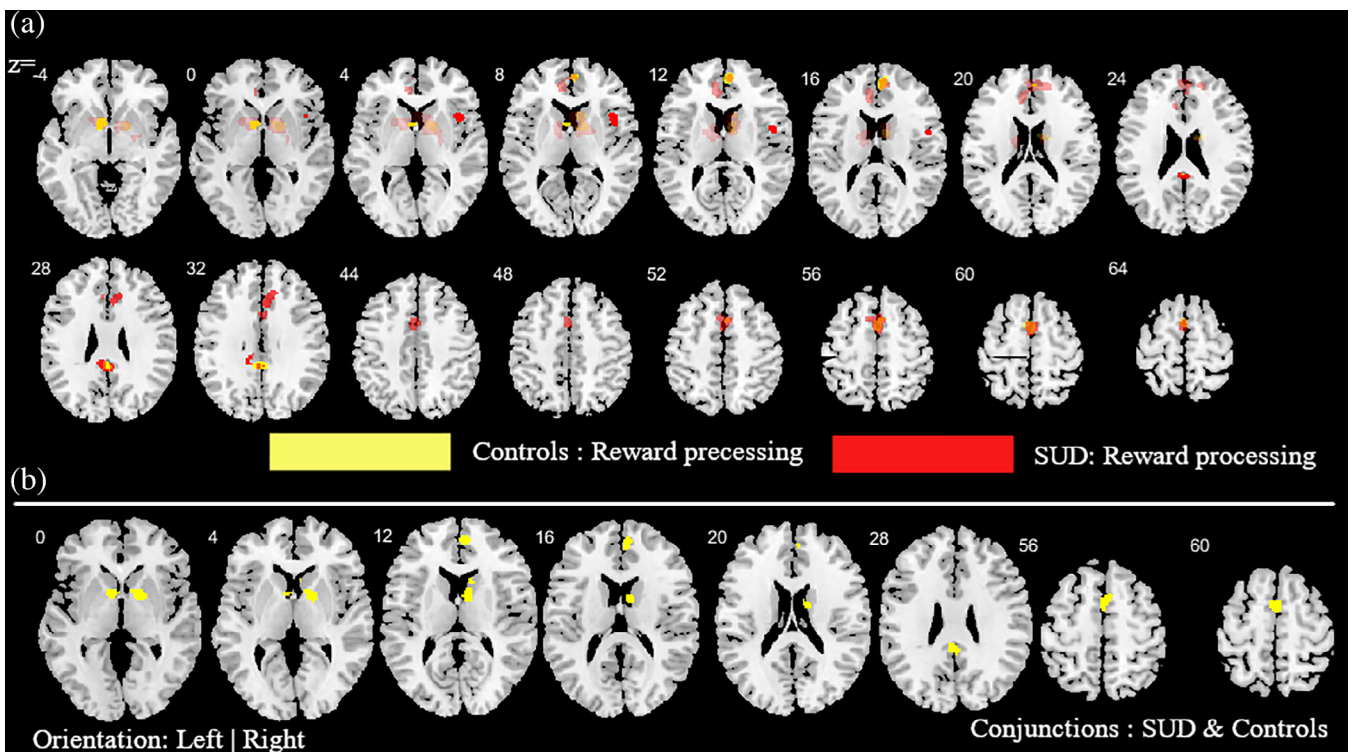 (a)
z= -4 0 4 8 12 16 20 24
28 32 44 48 52 56 60 64
Controls : Reward precessing SUD: Reward processing
(b)
0 4 12 16 20 28 56 60
Orientation: Left | Right Conjunctions : SUD & Controls